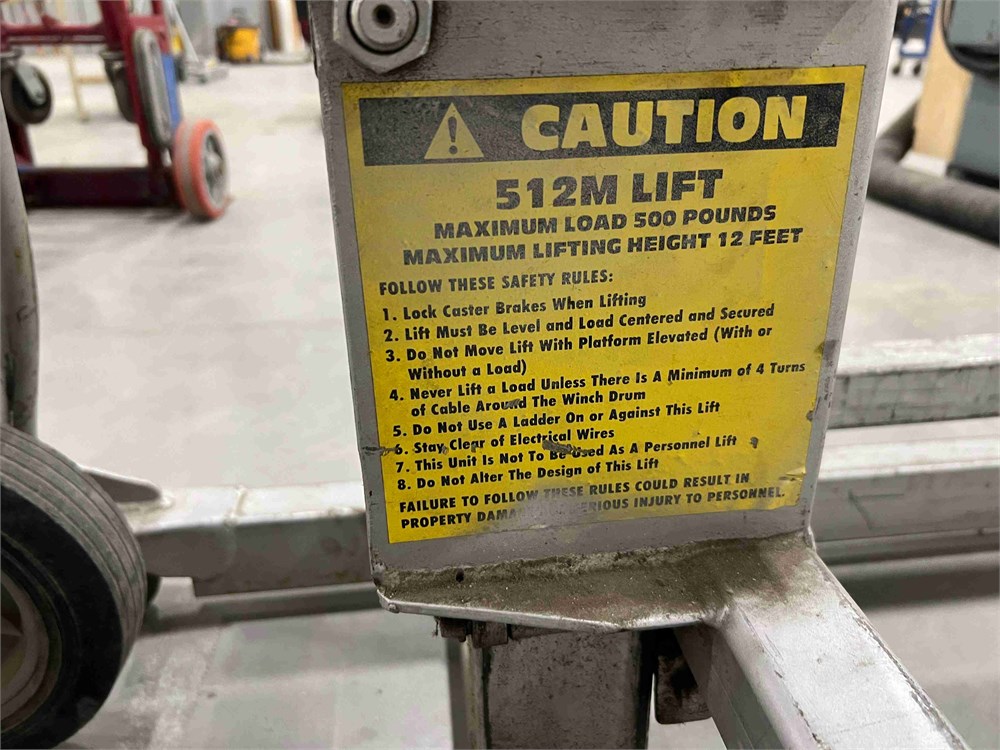 CAUTION
512M LIFT
MAXIMUM LOAD 500 POUNDS
MAXIMUM LIFTING HEIGHT 12 FEET
FOLLOW THESE SAFETY RULES:
1. Lock Caster Brakes When Lifting
2. Lift Must Be Level and Load Centered and Secured
3. Do Not Move Lift With Platform Elevated (With or
Without a Load)
4. Never Lift a Load Unless There Is A Minimum of 4 Turns
of Cable Around The Winch Drum
5. Do Not Use A Ladder On or Against This Lift
6. Stay Clear of Electrical Wires
7. This Unit Is Not To Be Used As A Personnel Lift
8. Do Not Alter The Design of This Lift
FAILURE TO FOLLOW THESE RULES COULD RESULT IN
PROPERTY SERIOUS INJURY TO PERSONNEL.